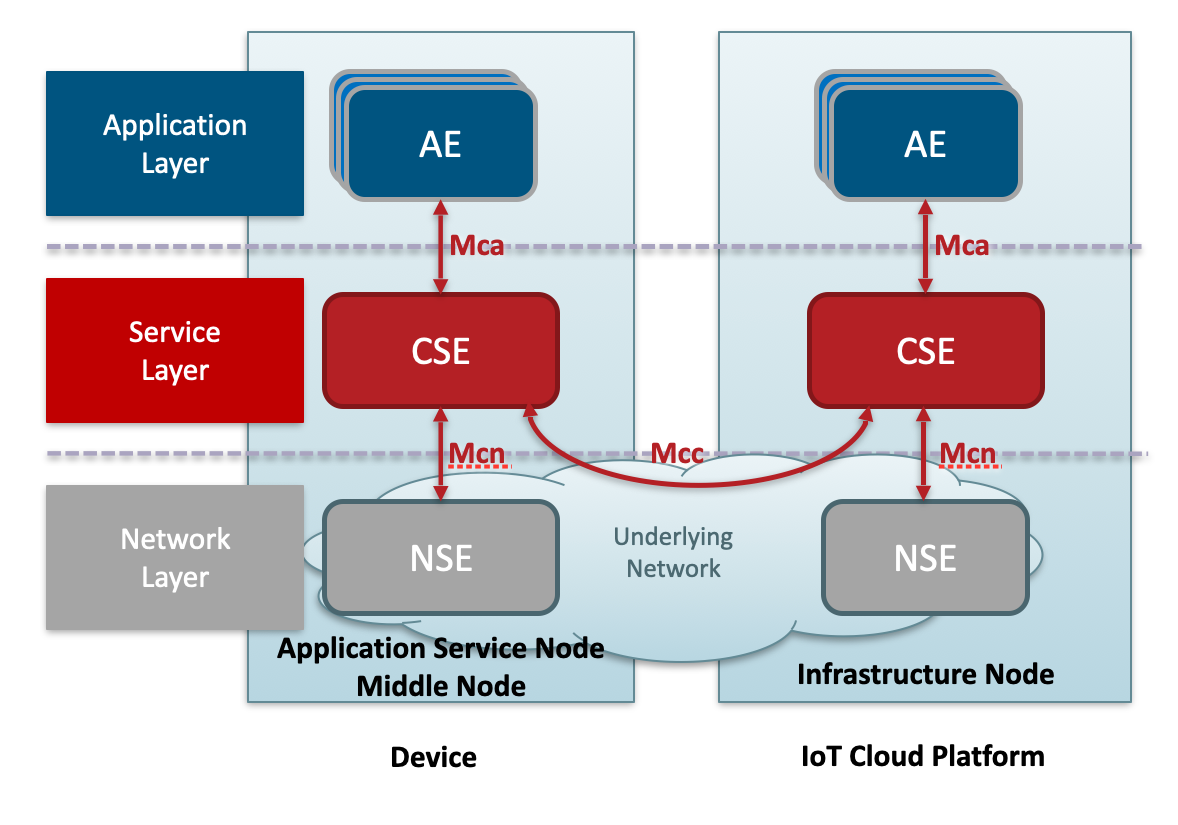 Application
Layer
AE
AE
Mca
Mca
Service
Layer
CSE
CSE
Mcn
Mcc
Mcn
Network
Layer
NSE
Underlying
Network
NSE
Application Service Node
Middle Node
Infrastructure Node
Device
IoT Cloud Platform